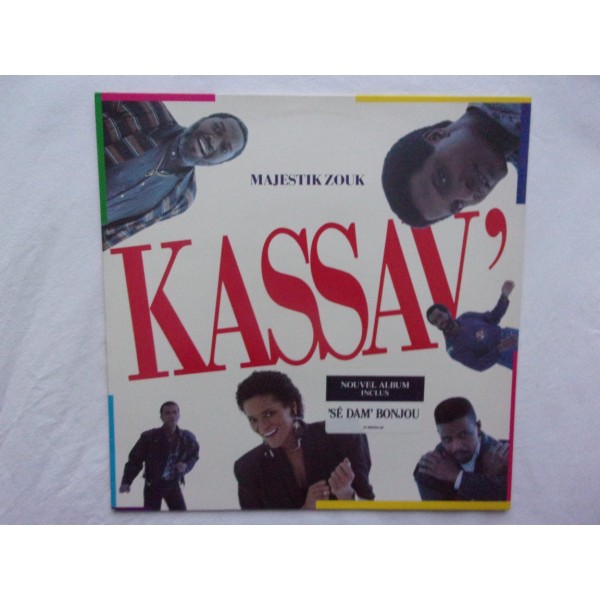 MAJESTIK ZOUK
KASSAV'
NOUVEL ALBUM
INCLUS
'SÉ DAM' BONJOU